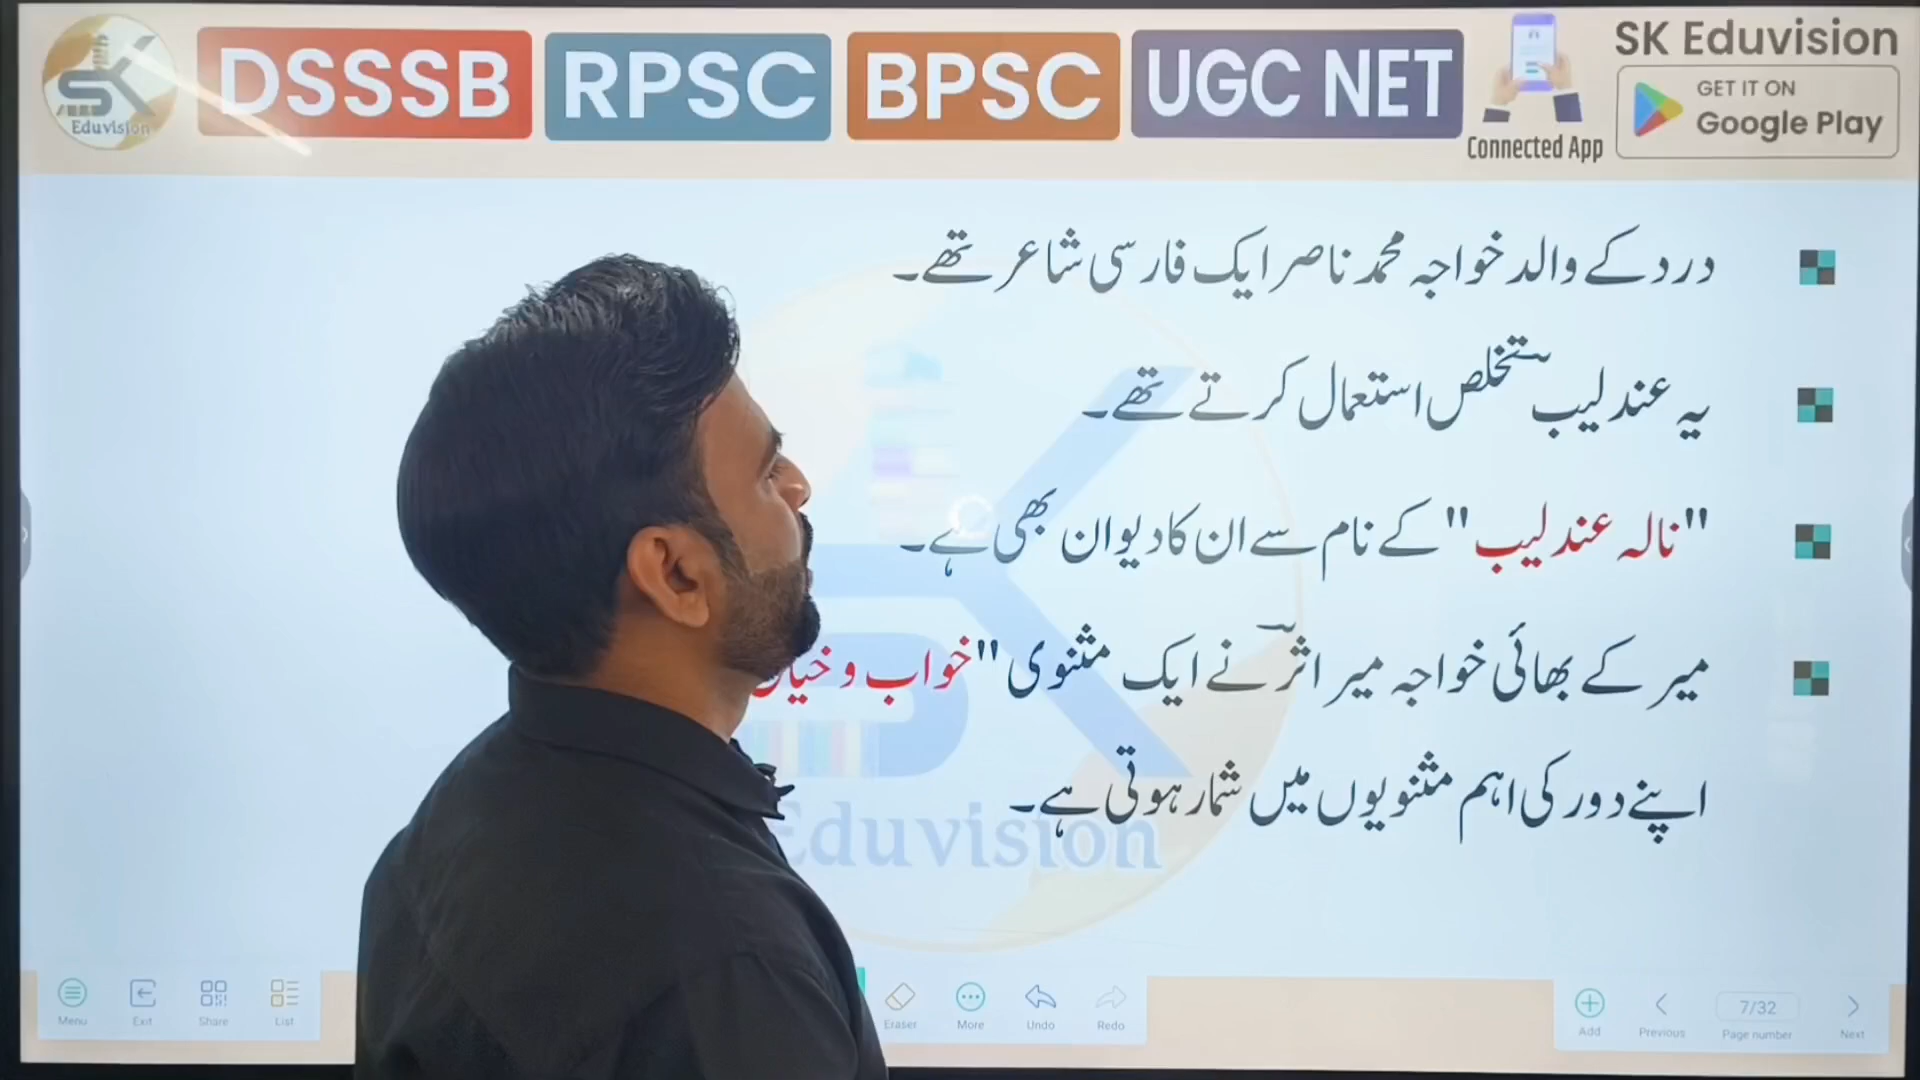 SK
Eduvision
DSSSB
RPSC
BPSC
UGC NET
Connected App
SK Eduvision
GET IT ON
Google Play
درد کے والد خواجہ محمد ناصر ایک فارسی شاعر تھے۔
یہ عندلیب تخلص استعمال کرتے تھے۔
"نالہ عندلیب" کے نام سے ان کا دیوان بھی ہے۔
میر کے بھائی خواجہ میر اثر نے ایک مثنوی "خواب و خیال
اپنے دور کی اہم مثنویوں میں شمار ہوتی ہے۔
Eduvision
Menu
Exit
Share
List
Eraser
More
Undo
Redo
Add
Previous
7/32
Page number
Next